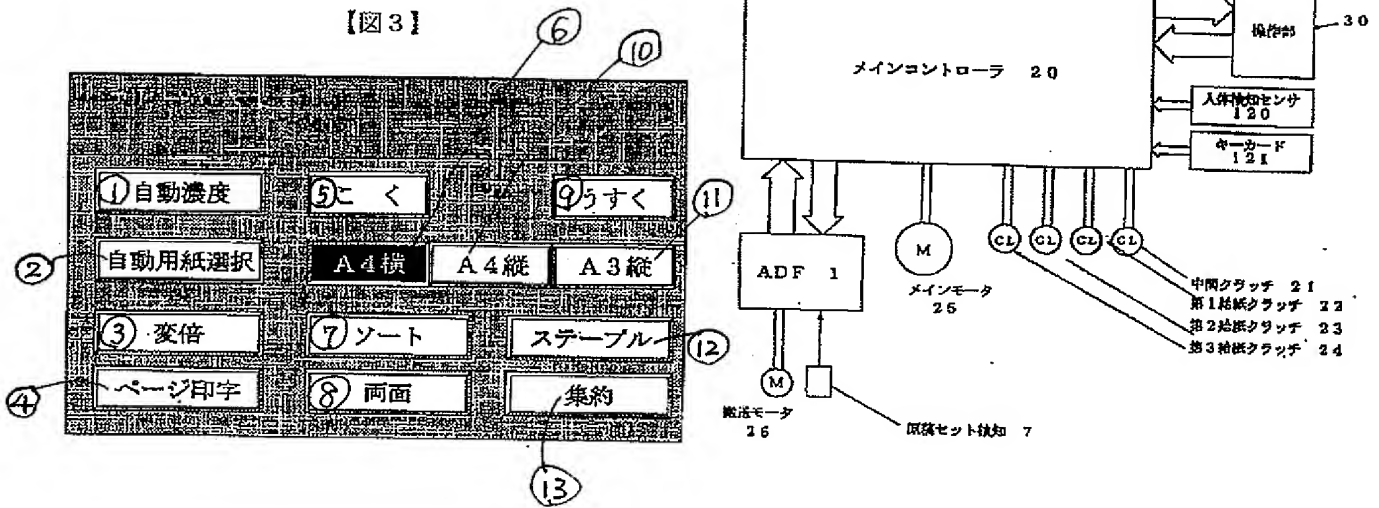 【図3】
⑥
⑩
①自動濃度
⑤こく
⑨うすく
⑪
②
自動用紙選択
A4横
A4縦
A3縦
③変倍
⑦ソート
ステープル
⑫
④
ページ印字
⑧両面
集約
⑬
メインコントローラ 20
操作部
30
人体検知センサ
120
キーカード
121
ADF 1
M
メインモータ
25
CL
CL
CL
CL
中間クラッチ 21
第1給紙クラッチ 22
第2給紙クラッチ 23
第3給紙クラッチ 24
M
搬送モータ
26
原稿セット検知 7